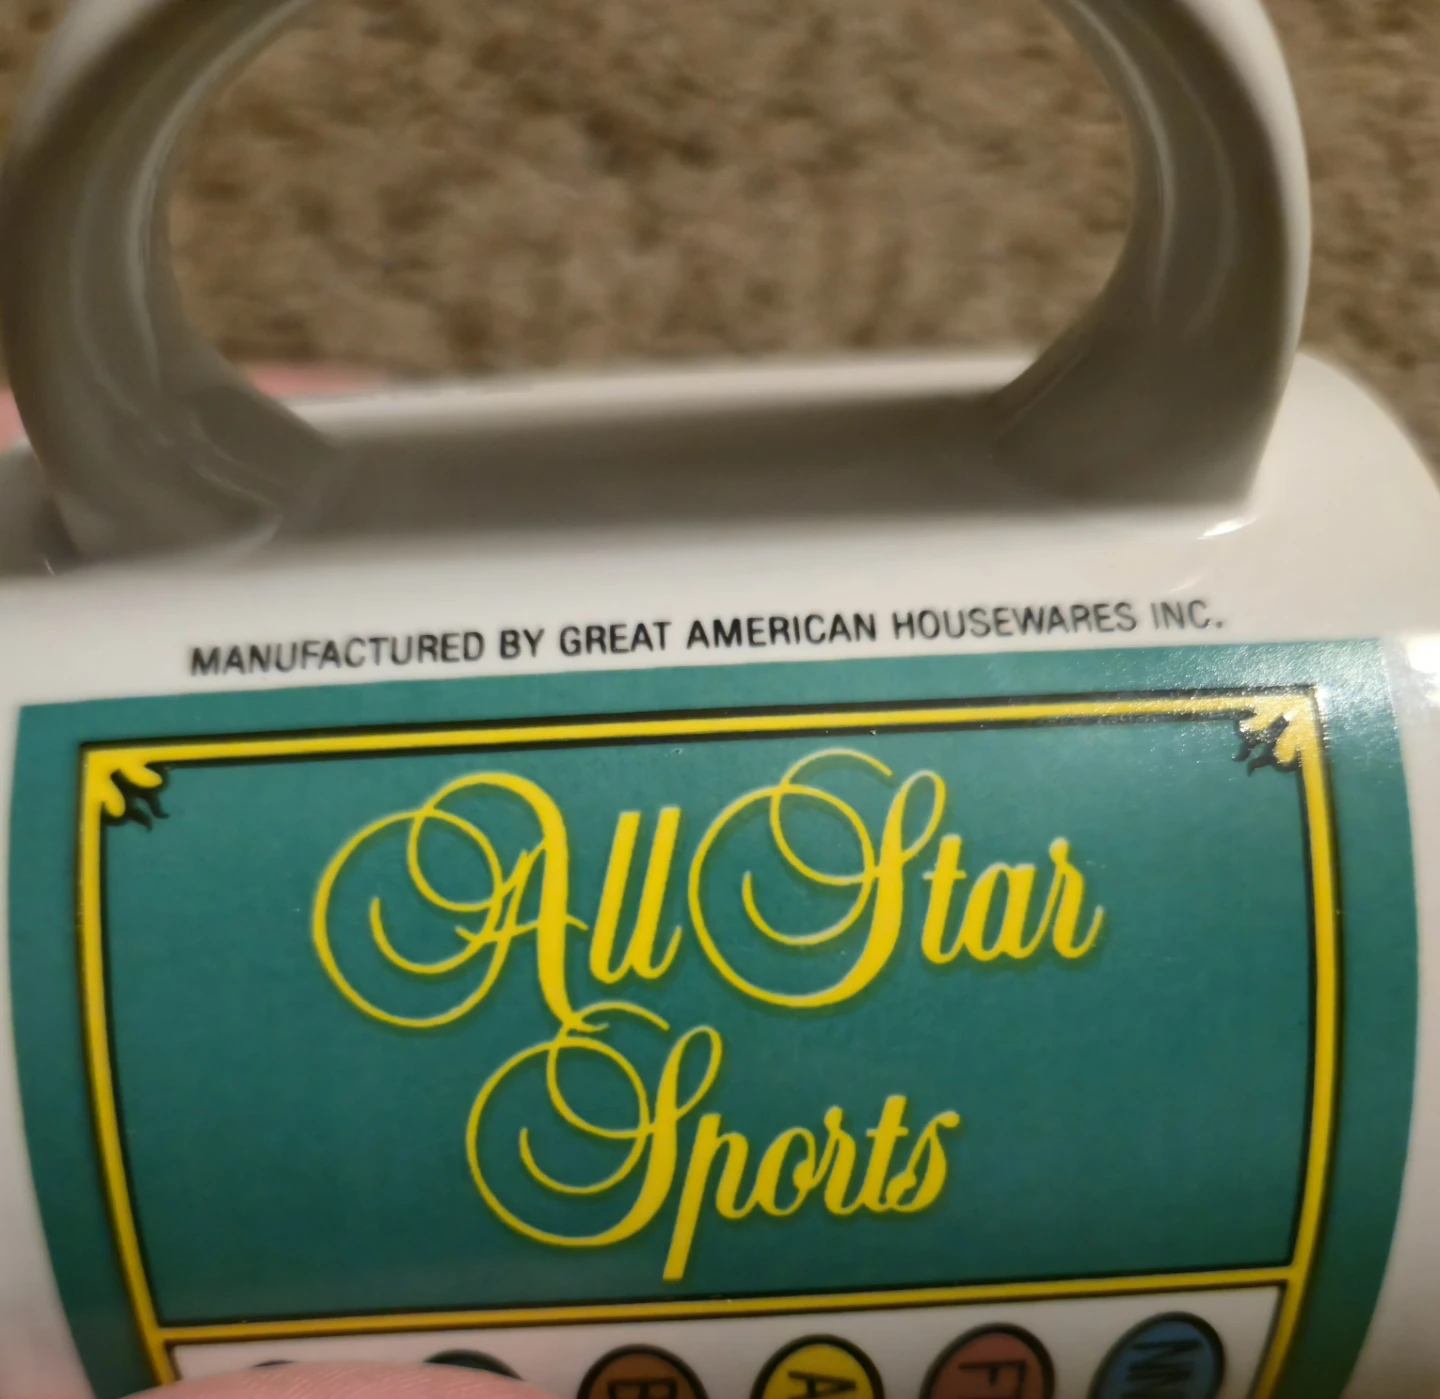 MANUFACTURED BY GREAT AMERICAN HOUSEWARES INC.
All Star
Sports